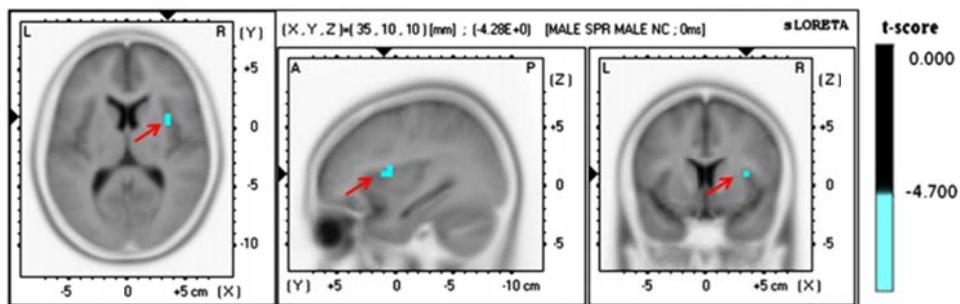 (X,Y,Z)=(35,10,10)[mm] ; (-4.28E+0) [MALE SPR MALE NC ; 0ms] sLORETA
L R (Y)
+5
0
-5
-10
-5 0 +5 cm (X)
A P (Z)
+5
0
-5
(Y) +5 0 -5 -10 cm
L R (Z)
+5
0
-5
-5 0 +5 cm (X)
t-score
0.000
-4.700